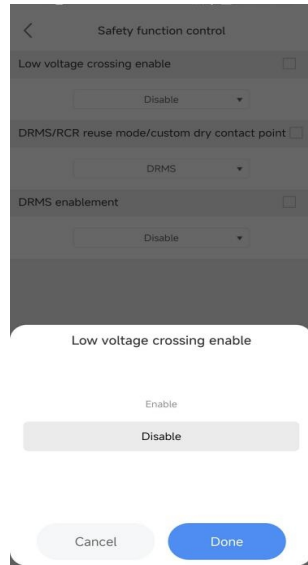 Safety function control
Low voltage crossing enable
Disable
DRMS/RCR reuse mode/custom dry contact point
DRMS
DRMS enablement
Disable
Low voltage crossing enable
Enable
Disable
Cancel Done